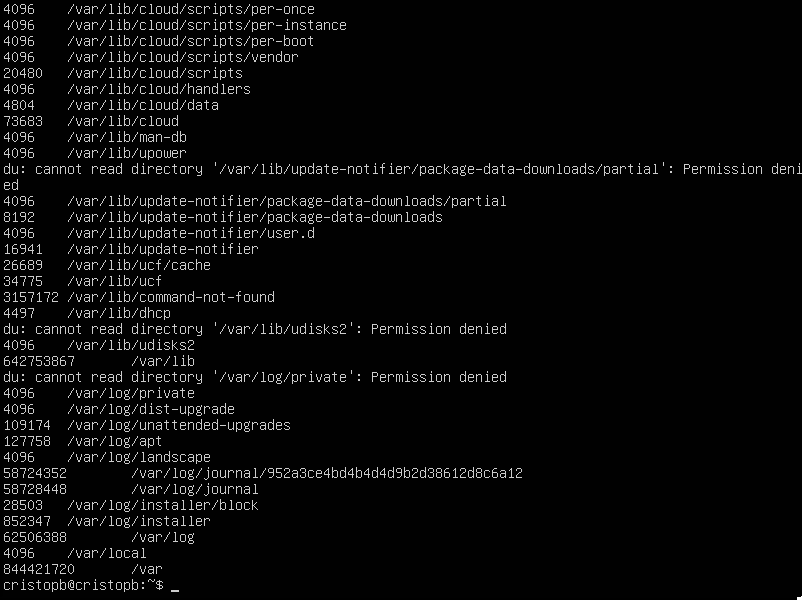 4096    /var/lib/cloud/scripts/per-once
4096    /var/lib/cloud/scripts/per-instance
4096    /var/lib/cloud/scripts/per-boot
4096    /var/lib/cloud/scripts/vendor
20480   /var/lib/cloud/scripts
4096    /var/lib/cloud/handlers
4804    /var/lib/cloud/data
73683   /var/lib/cloud
4096    /var/lib/man-db
4096    /var/lib/upower
du: cannot read directory '/var/lib/update-notifier/package-data-downloads/partial': Permission deni
ed
4096    /var/lib/update-notifier/package-data-downloads/partial
8192    /var/lib/update-notifier/package-data-downloads
4096    /var/lib/update-notifier/user.d
16941   /var/lib/update-notifier
26689   /var/lib/ucf/cache
34775   /var/lib/ucf
3157172 /var/lib/command-not-found
4497    /var/lib/dhcp
du: cannot read directory '/var/lib/udisks2': Permission denied
4096    /var/lib/udisks2
642753867       /var/lib
du: cannot read directory '/var/log/private': Permission denied
4096    /var/log/private
4096    /var/log/dist-upgrade
109174  /var/log/unattended-upgrades
127758  /var/log/apt
4096    /var/log/landscape
58724352        /var/log/journal/952a3ce4bd4b4d4d9b2d38612d8c6a12
58728448        /var/log/journal
28503   /var/log/installer/block
852347  /var/log/installer
62506388        /var/log
4096    /var/local
844421720       /var
cristopb@cristopb:~$ _